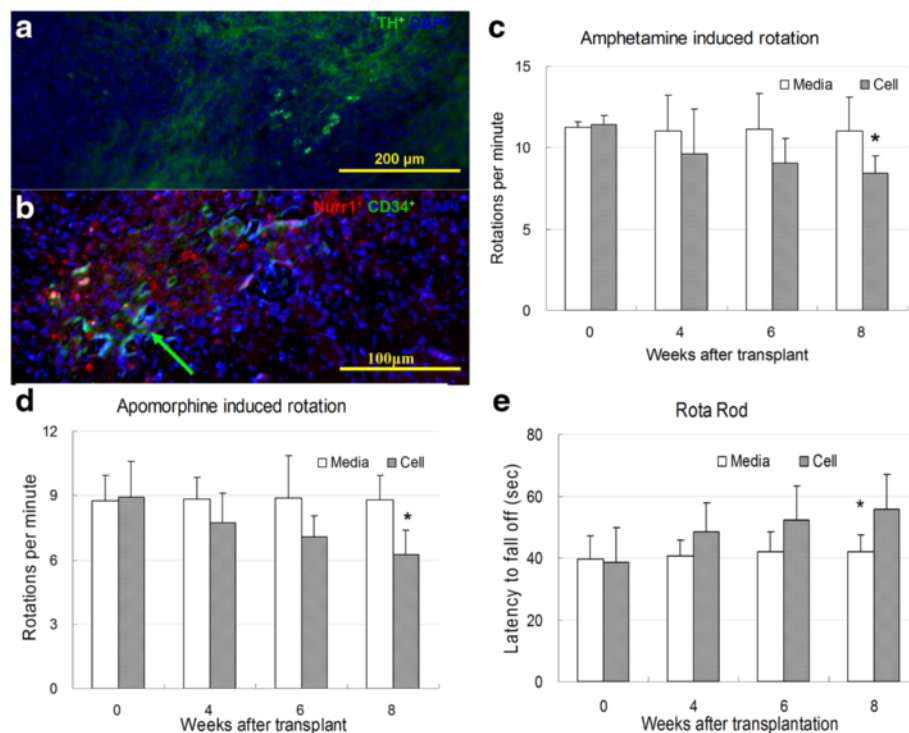 a
TH⁺ DAPI
200 µm
b
Nurr1⁺ CD34⁺ DAPI
100µm
c
Amphetamine induced rotation
Media Cell
Rotations per minute
15
10
5
0
*
0 4 6 8
Weeks after transplant
d
Apomorphine induced rotation
Media Cell
Rotations per minute
12
9
6
3
0
*
0 4 6 8
Weeks after transplant
e
Rota Rod
Media Cell
Latency to fall off (sec)
80
60
40
20
0
*
0 4 6 8
Weeks after transplantation